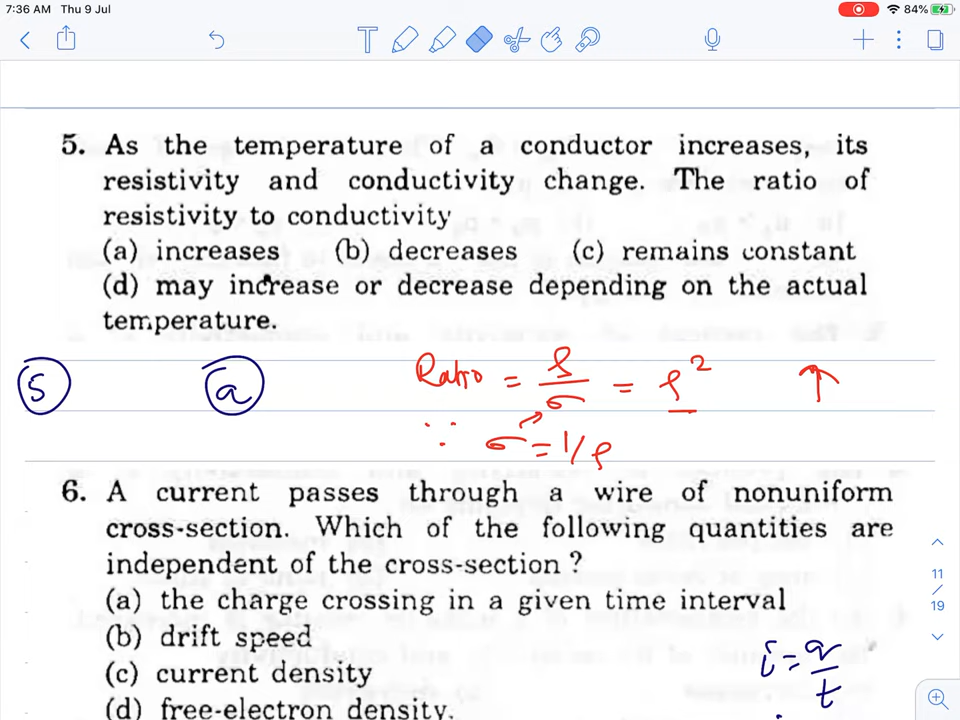 7:36 AM Thu 9 Jul
84%
T
5. As the temperature of a conductor increases, its
resistivity and conductivity change. The ratio of
resistivity to conductivity
(a) increases (b) decreases (c) remains constant
(d) may increase or decrease depending on the actual
temperature.
5 a Ratio = ρ/σ = ρ² ↑
∵ σ = 1/ρ
6. A current passes through a wire of nonuniform
cross-section. Which of the following quantities are
independent of the cross-section ?
(a) the charge crossing in a given time interval
(b) drift speed
(c) current density
(d) free-electron density.
i = q/t
11
/
19